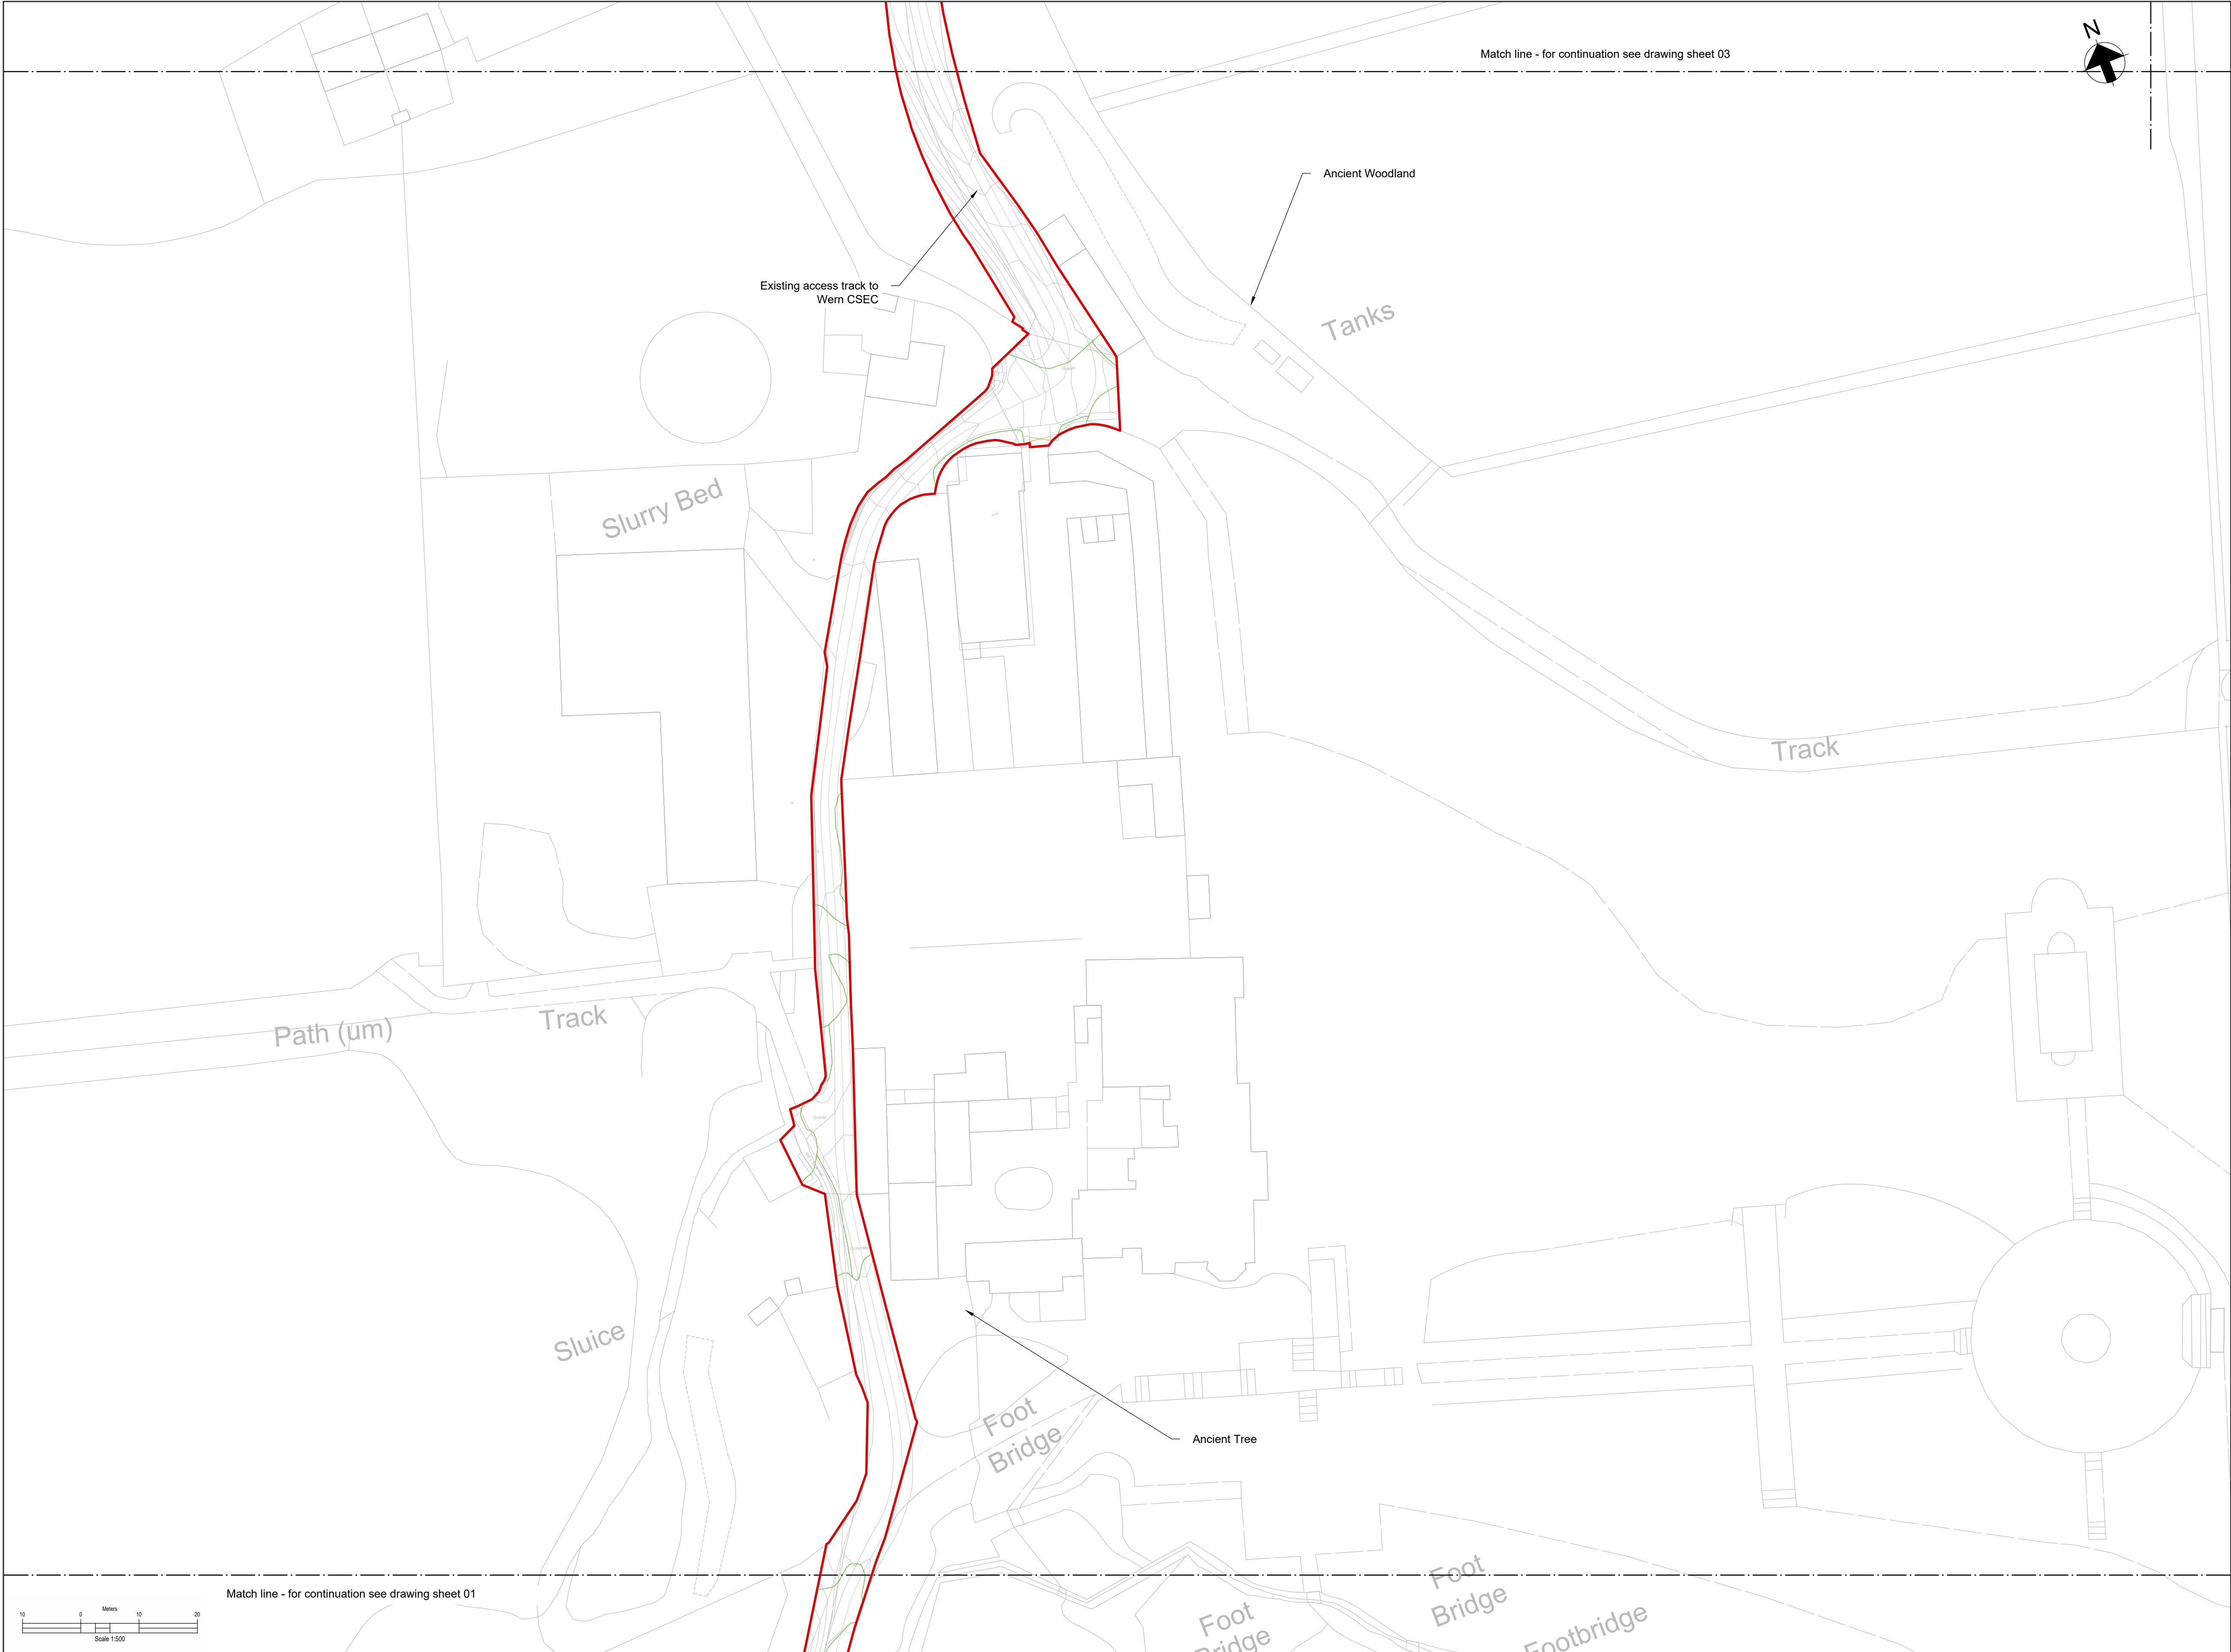 N
Match line - for continuation see drawing sheet 03
Ancient Woodland
Existing access track to
Wern CSEC
Tanks
Slurry Bed
Track
Path (um)
Track
Sluice
Foot
Bridge
Ancient Tree
Foot
Bridge
Foot
Bridge
Footbridge
Match line - for continuation see drawing sheet 01
Meters
10 0 10 20
Scale 1:500